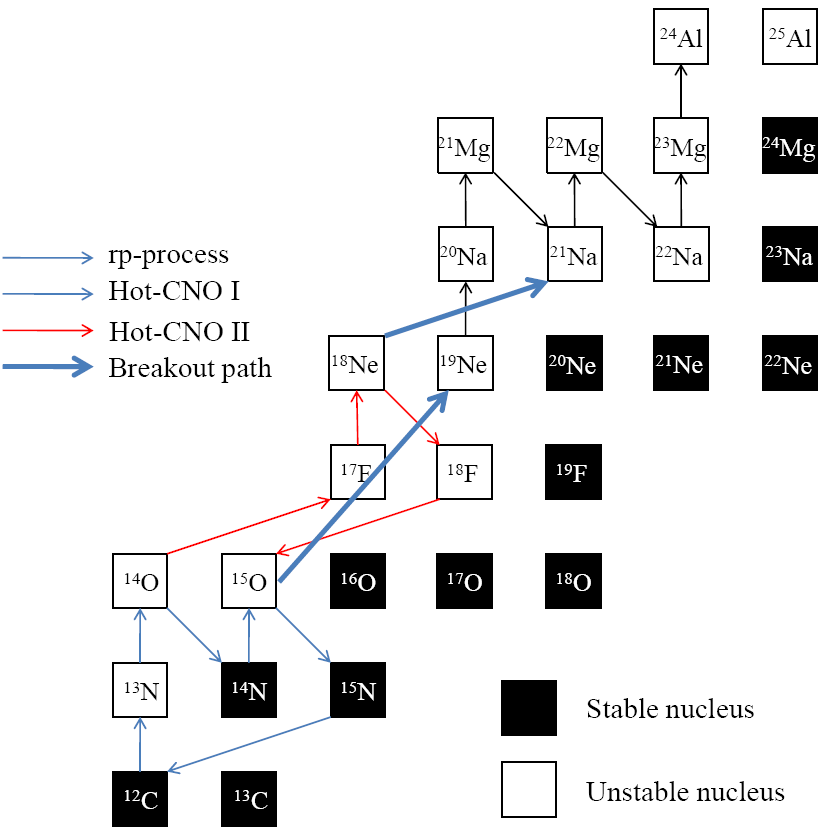 ²⁴Al ²⁵Al
²¹Mg ²²Mg ²³Mg ²⁴Mg
rp-process ²⁰Na ²¹Na ²²Na ²³Na
Hot-CNO I
Hot-CNO II
Breakout path ¹⁸Ne ¹⁹Ne ²⁰Ne ²¹Ne ²²Ne
¹⁷F ¹⁸F ¹⁹F
¹⁴O ¹⁵O ¹⁶O ¹⁷O ¹⁸O
¹³N ¹⁴N ¹⁵N
Stable nucleus
Unstable nucleus
¹²C ¹³C